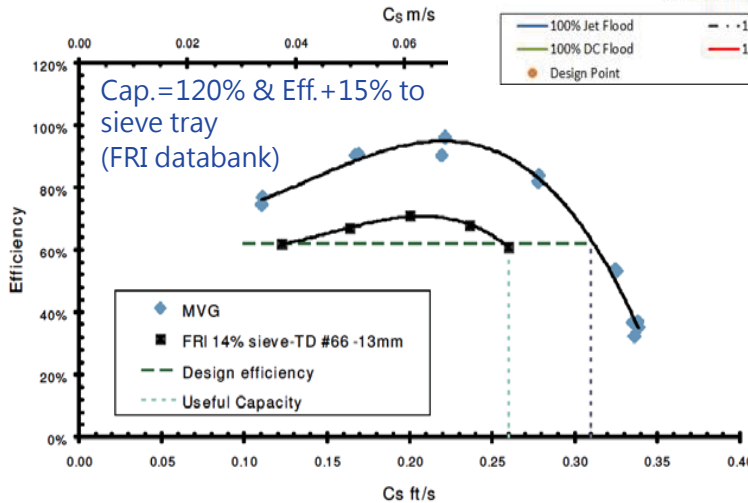 Cs m/s
0.00 0.02 0.04 0.06
100% Jet Flood
100% DC Flood
Design Point
Cap.=120% & Eff.+15% to
sieve tray
(FRI databank)
120%
100%
80%
60%
40%
20%
0%
Efficiency
MVG
FRI 14% sieve-TD #66 -13mm
Design efficiency
Useful Capacity
0.00 0.05 0.10 0.15 0.20 0.25 0.30 0.35 0.40
Cs ft/s